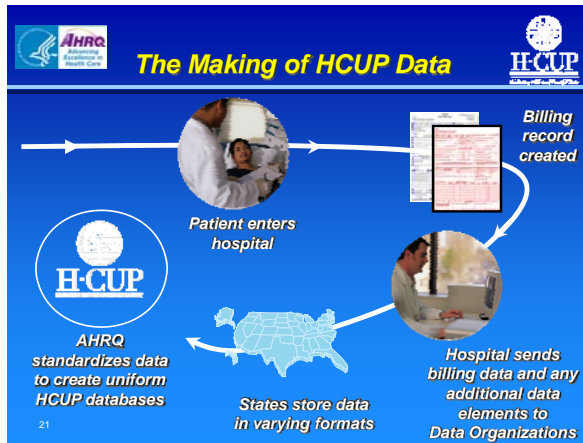 AHRQ
Advancing
Excellence in
Health Care
The Making of HCUP Data
H·CUP
Billing
record
created
Patient enters
hospital
H·CUP
AHRQ
standardizes data
to create uniform
HCUP databases
States store data
in varying formats
Hospital sends
billing data and any
additional data
elements to
Data Organizations
21